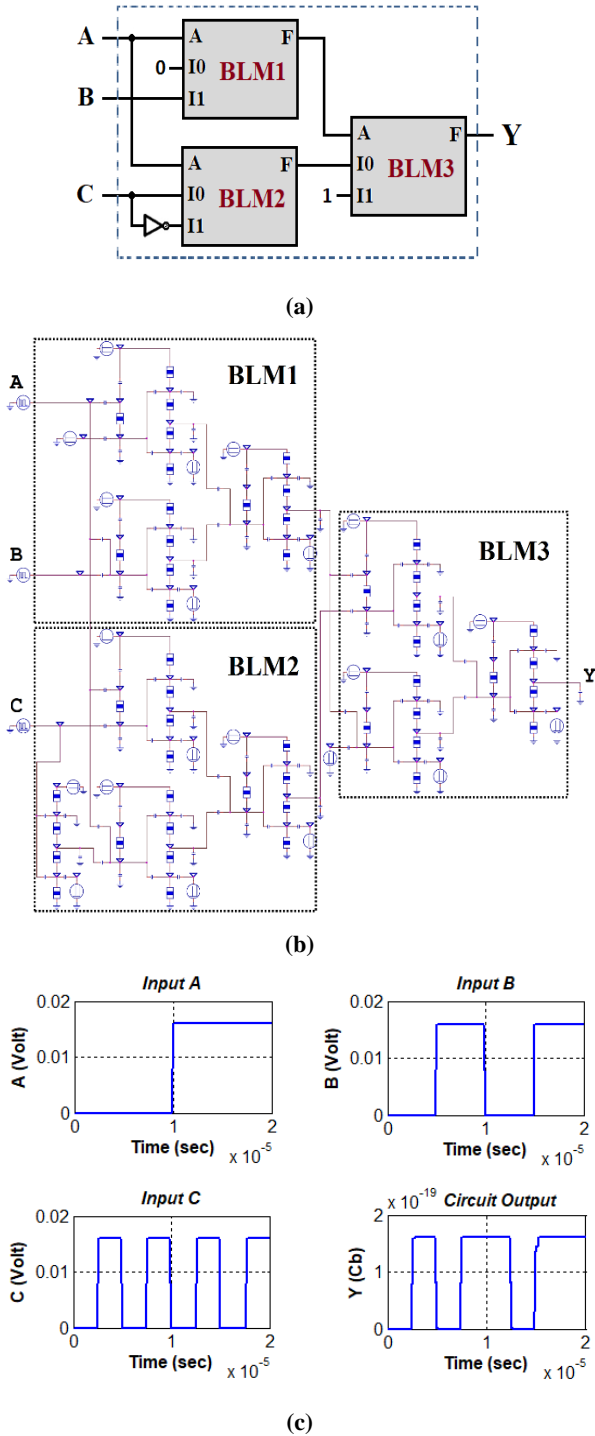 A
A
F
0
I0
BLM1
B
I1
A
F
Y
A
F
I0
BLM3
C
I0
BLM2
1
I1
I1
(a)
BLM1
A
B
BLM3
BLM2
Y
C
(b)
Input A
Input B
0.02
0.01
0
A (Volt)
0
1
2
Time (sec)
x 10⁻⁵
0.02
0.01
0
B (Volt)
0
1
2
Time (sec)
x 10⁻⁵
Input C
0.02
0.01
0
C (Volt)
0
1
2
Time (sec)
x 10⁻⁵
x 10⁻¹⁹ Circuit Output
2
1
0
Y (Cb)
0
1
2
Time (sec)
x 10⁻⁵
(c)